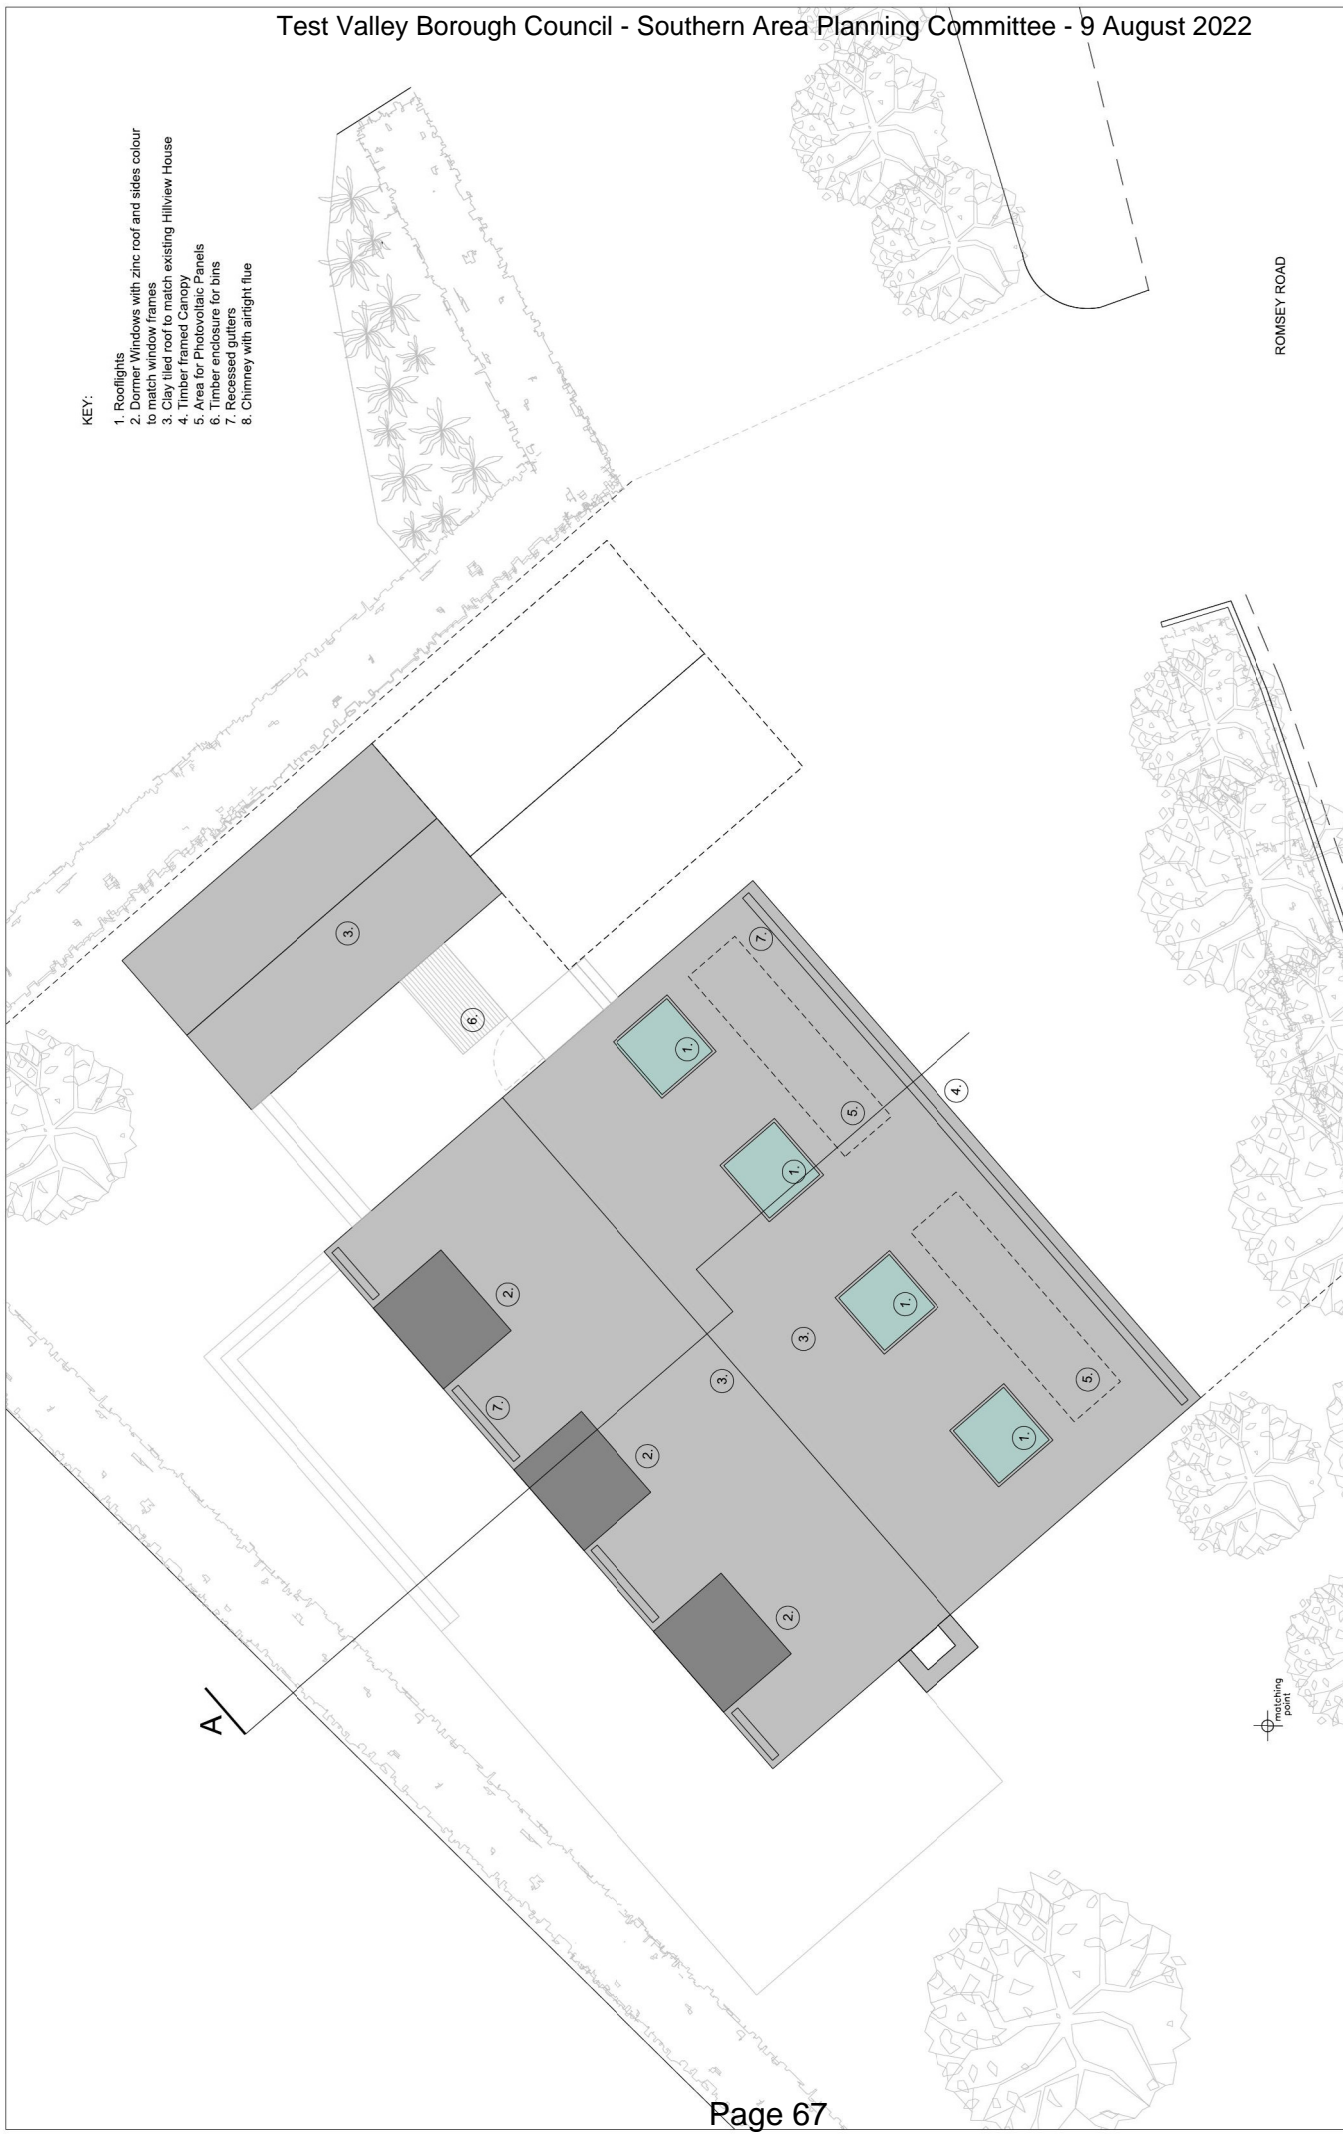 Test Valley Borough Council - Southern Area Planning Committee - 9 August 2022
KEY:
1. Rooflights
2. Dormer Windows with zinc roof and sides colour
to match window frames
3. Clay tiled roof to match existing Hillview House
4. Timber framed Canopy
5. Area for Photovoltaic Panels
6. Timber enclosure for bins
7. Recessed gutters
8. Chimney with airtight flue
ROMSEY ROAD
3.
6.
7.
1.
4.
5.
1.
2.
1.
3.
3.
5.
7.
1.
2.
2.
A
matching
point
Page 67